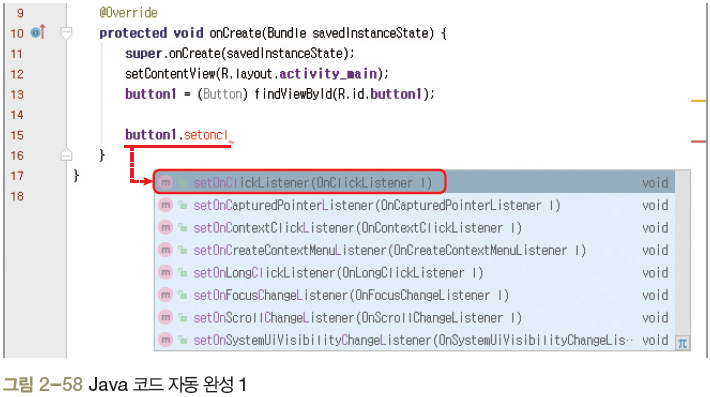 9 @Override
10 protected void onCreate(Bundle savedInstanceState) {
11 super.onCreate(savedInstanceState);
12 setContentView(R.layout.activity_main);
13 button1 = (Button) findViewById(R.id.button1);
14
15 button1.setoncl
16 }
17 }
18
m setOnClickListener(OnClickListener l) void
m setOnCapturedPointerListener(OnCapturedPointerListener l) void
m setOnContextClickListener(OnContextClickListener l) void
m setOnCreateContextMenuListener(OnCreateContextMenuListener l) void
m setOnLongClickListener(OnLongClickListener l) void
m setOnFocusChangeListener(OnFocusChangeListener l) void
m setOnScrollChangeListener(OnScrollChangeListener l) void
m setOnSystemUiVisibilityChangeListener(OnSystemUiVisibilityChangeLis·· void π
그림 2-58 Java 코드 자동 완성 1